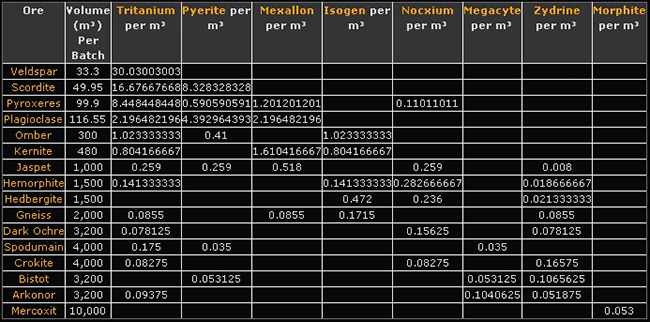 Ore Volume (m³) Per Batch Tritanium per m³ Pyerite per m³ Mexallon per m³ Isogen per m³ Nocxium per m³ Megacyte per m³ Zydrine per m³ Morphite per m³
Veldspar 33.3 30.03003003
Scordite 49.95 16.67667668 8.328328328
Pyroxeres 99.9 8.448448448 0.590590591 1.201201201 0.11011011
Plagioclase 116.55 2.196482196 4.392964393 2.196482196
Omber 300 1.023333333 0.41 1.023333333
Kernite 480 0.804166667 1.610416667 0.804166667
Jaspet 1,000 0.259 0.259 0.518 0.259 0.008
Hemorphite 1,500 0.141333333 0.141333333 0.282666667 0.018666667
Hedbergite 1,500 0.472 0.236 0.021333333
Gneiss 2,000 0.0855 0.0855 0.1715 0.0855
Dark Ochre 3,200 0.078125 0.15625 0.078125
Spodumain 4,000 0.175 0.035 0.035
Crokite 4,000 0.08275 0.08275 0.16575
Bistot 3,200 0.053125 0.053125 0.1065625
Arkonor 3,200 0.09375 0.1040625 0.051875
Mercoxit 10,000 0.053